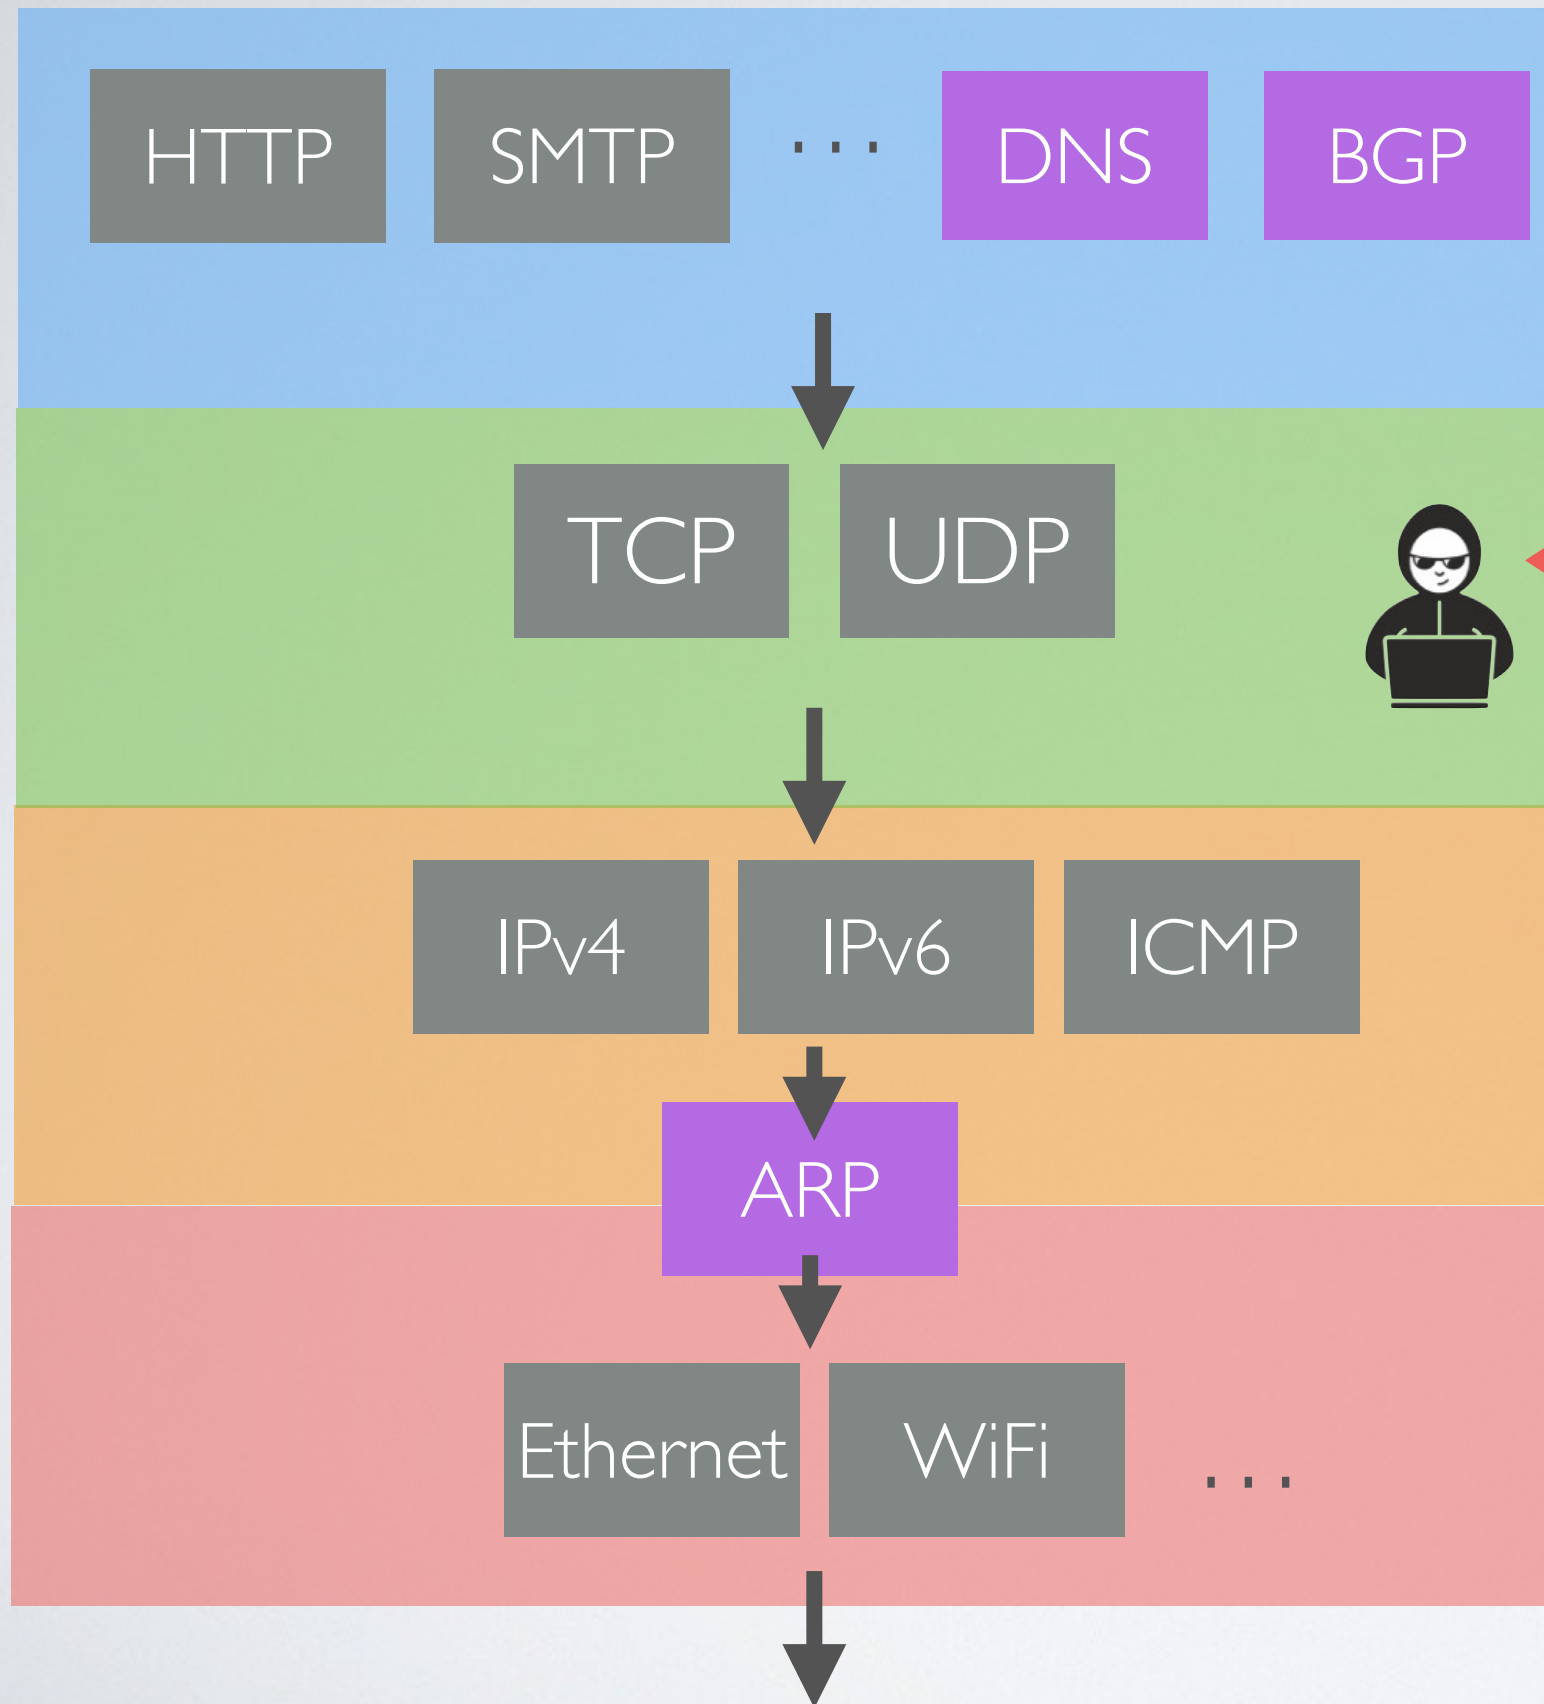 HTTP
SMTP
...
DNS
BGP
TCP
UDP
IPv4
IPv6
ICMP
ARP
Ethernet
WiFi
...